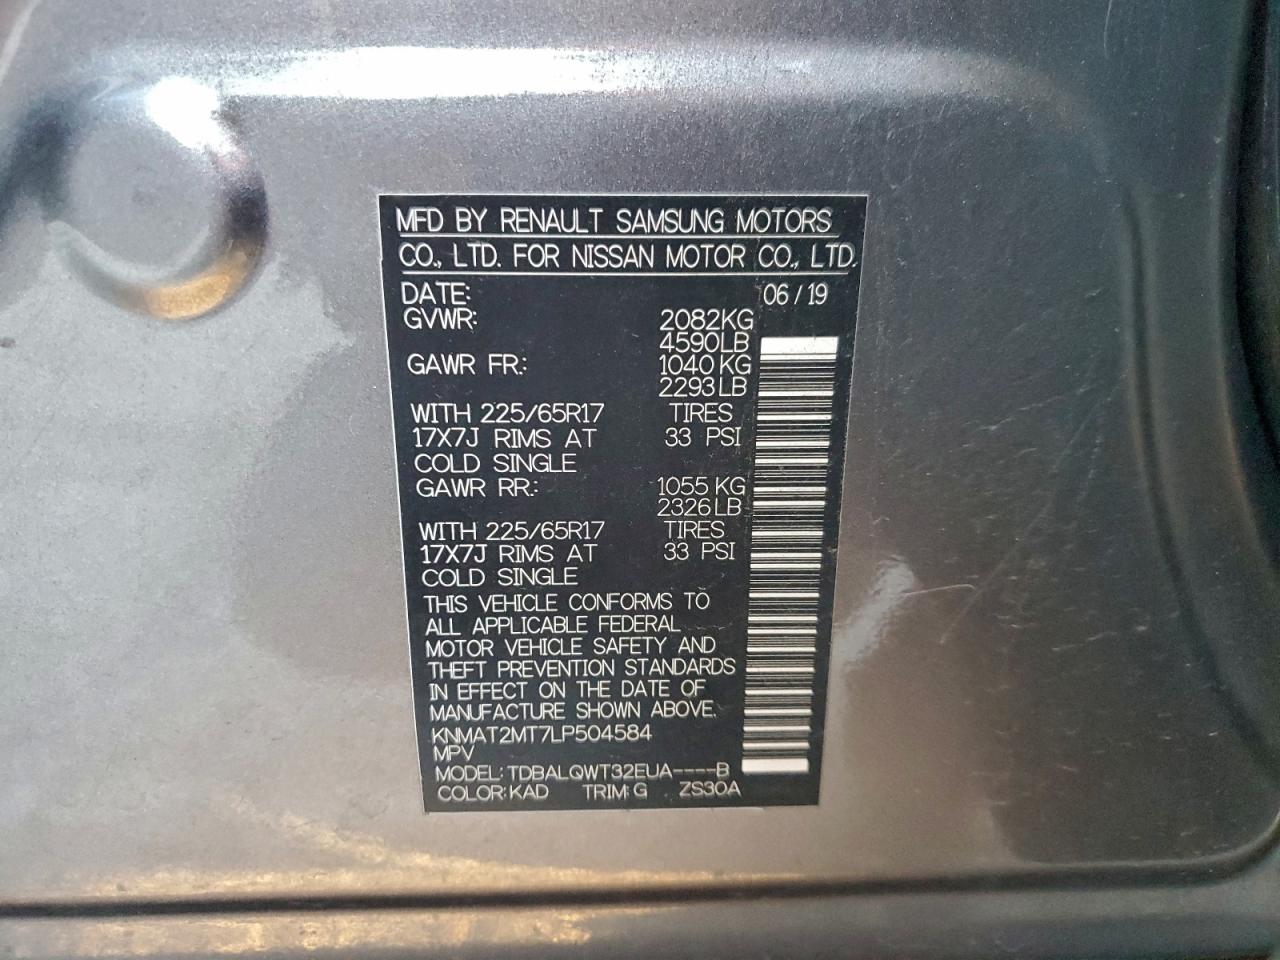 MFD BY RENAULT SAMSUNG MOTORS
CO., LTD. FOR NISSAN MOTOR CO., LTD.
DATE: 06/19
GVWR: 2082KG
4590LB
GAWR FR.: 1040KG
2293LB
WITH 225/65R17 TIRES
17X7J RIMS AT 33 PSI
COLD SINGLE
GAWR RR.: 1055KG
2326LB
WITH 225/65R17 TIRES
17X7J RIMS AT 33 PSI
COLD SINGLE
THIS VEHICLE CONFORMS TO
ALL APPLICABLE FEDERAL
MOTOR VEHICLE SAFETY AND
THEFT PREVENTION STANDARDS
IN EFFECT ON THE DATE OF
MANUFACTURE SHOWN ABOVE.
KNMAT2MT7LP504584
MPV
MODEL: TDBALQWT32EUA----B
COLOR: KAD TRIM: G ZS30A